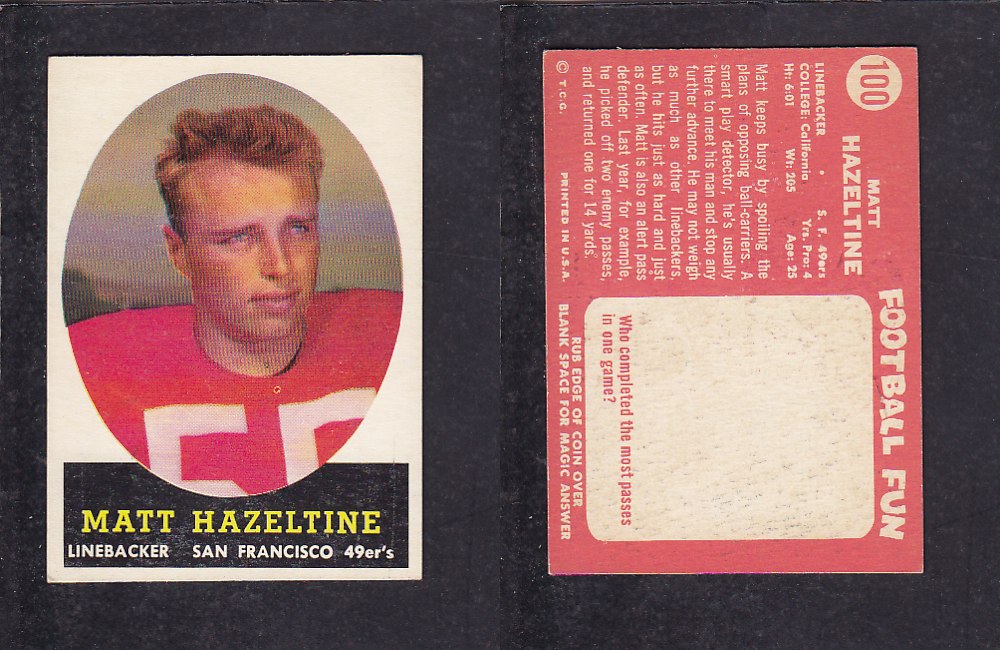 MATT HAZELTINE
LINEBACKER SAN FRANCISCO 49er's
100
MATT
HAZELTINE
LINEBACKER • S. F. 49ers
COLLEGE: California Yrs. Pro: 4
Ht: 6:01 Wt: 205 Age: 25
Matt keeps busy by spoiling the
plans of opposing ball-carriers. A
smart play detector, he's usually
there to meet his man and stop any
further advance. He may not weigh
as much as other linebackers,
but he hits just as hard and just
as often. Matt is also an alert pass
defender. Last year, for example,
he picked off two enemy passes,
and returned one for 14 yards.
© T.C.G. PRINTED IN U.S.A.
FOOTBALL FUN
Who completed the most passes
in one game?
RUB EDGE OF COIN OVER
BLANK SPACE FOR MAGIC ANSWER